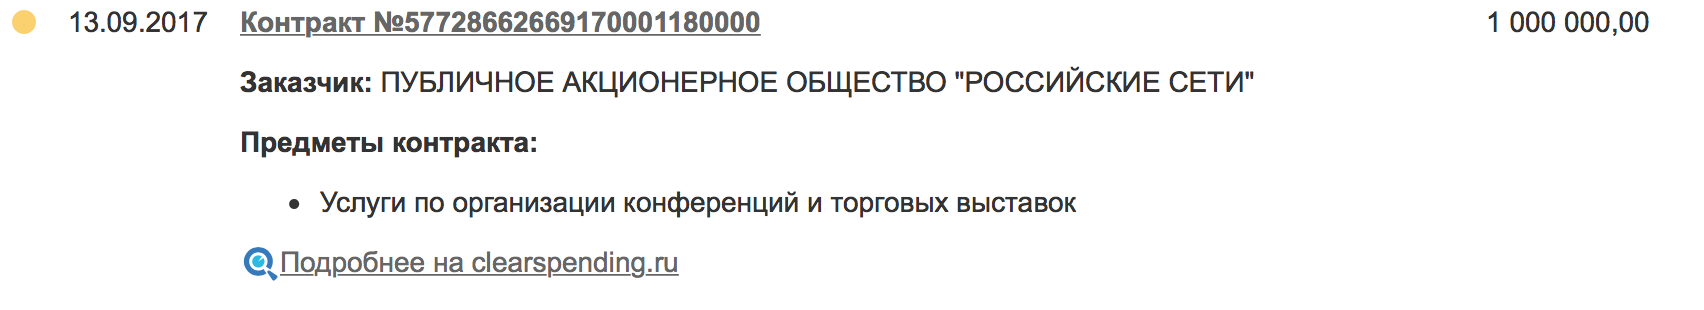 13.09.2017 Контракт №57728662669170001180000 1 000 000,00
Заказчик: ПУБЛИЧНОЕ АКЦИОНЕРНОЕ ОБЩЕСТВО "РОССИЙСКИЕ СЕТИ"
Предметы контракта:
• Услуги по организации конференций и торговых выставок
Подробнее на clearspending.ru